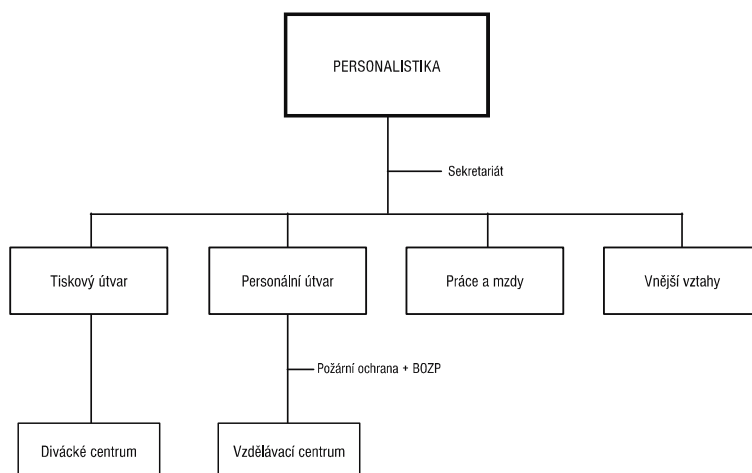 PERSONALISTIKA
Sekretariát
Tiskový útvar
Personální útvar
Práce a mzdy
Vnější vztahy
Požární ochrana + BOZP
Divácké centrum
Vzdělávací centrum